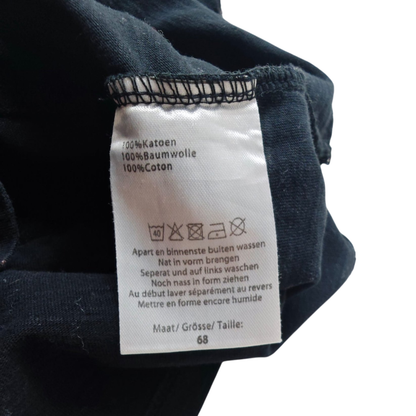 100%Katoen
100%Baumwolle
100%Coton
40
Apart en binnenste buiten wassen
Nat in vorm brengen
Separat und auf links waschen
Noch nass in form ziehen
Au début laver séparément au revers
Mettre en forme encore humide
Maat/ Grösse/ Taille:
68